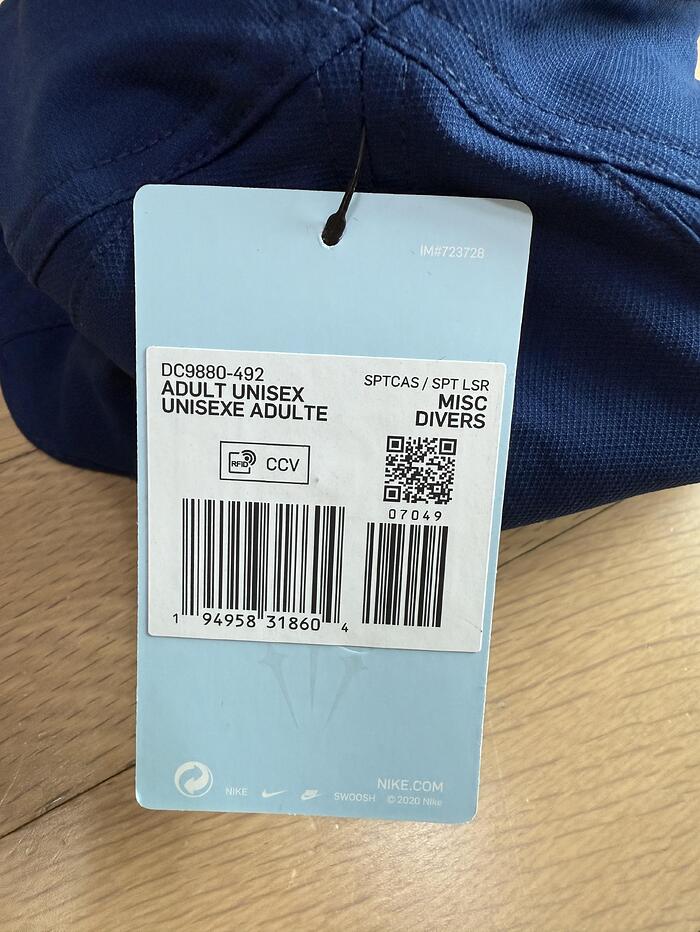 IM#723728
DC9880-492
ADULT UNISEX
UNISEXE ADULTE
SPTCAS / SPT LSR
MISC
DIVERS
RFID CCV
07049
1 94958 31860 4
NIKE.COM
NIKE SWOOSH © 2020 Nike